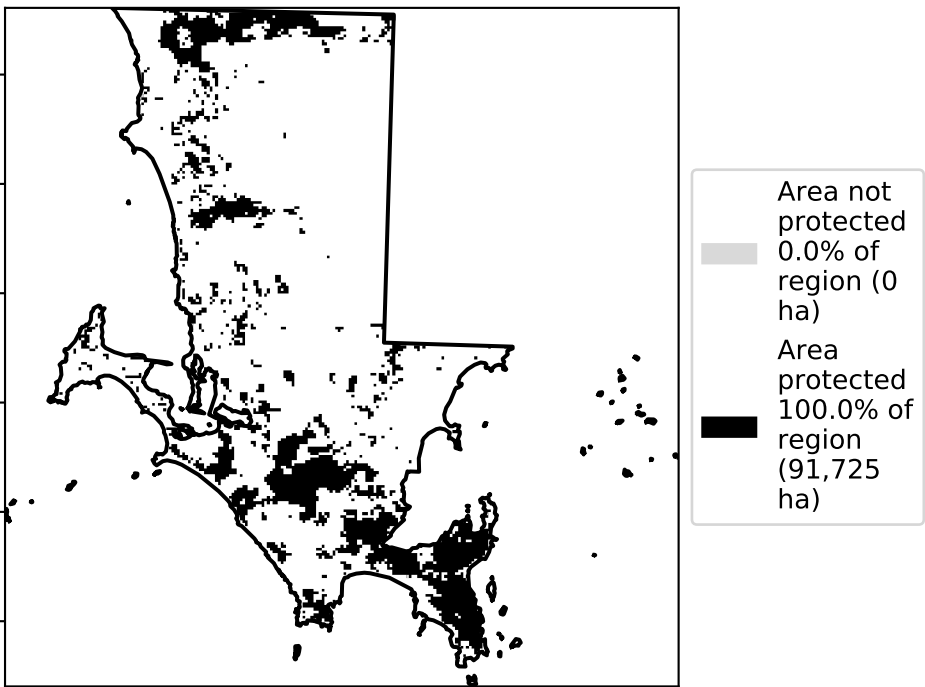 Area not
protected
0.0% of
region (0
ha)
Area
protected
100.0% of
region
(91,725
ha)